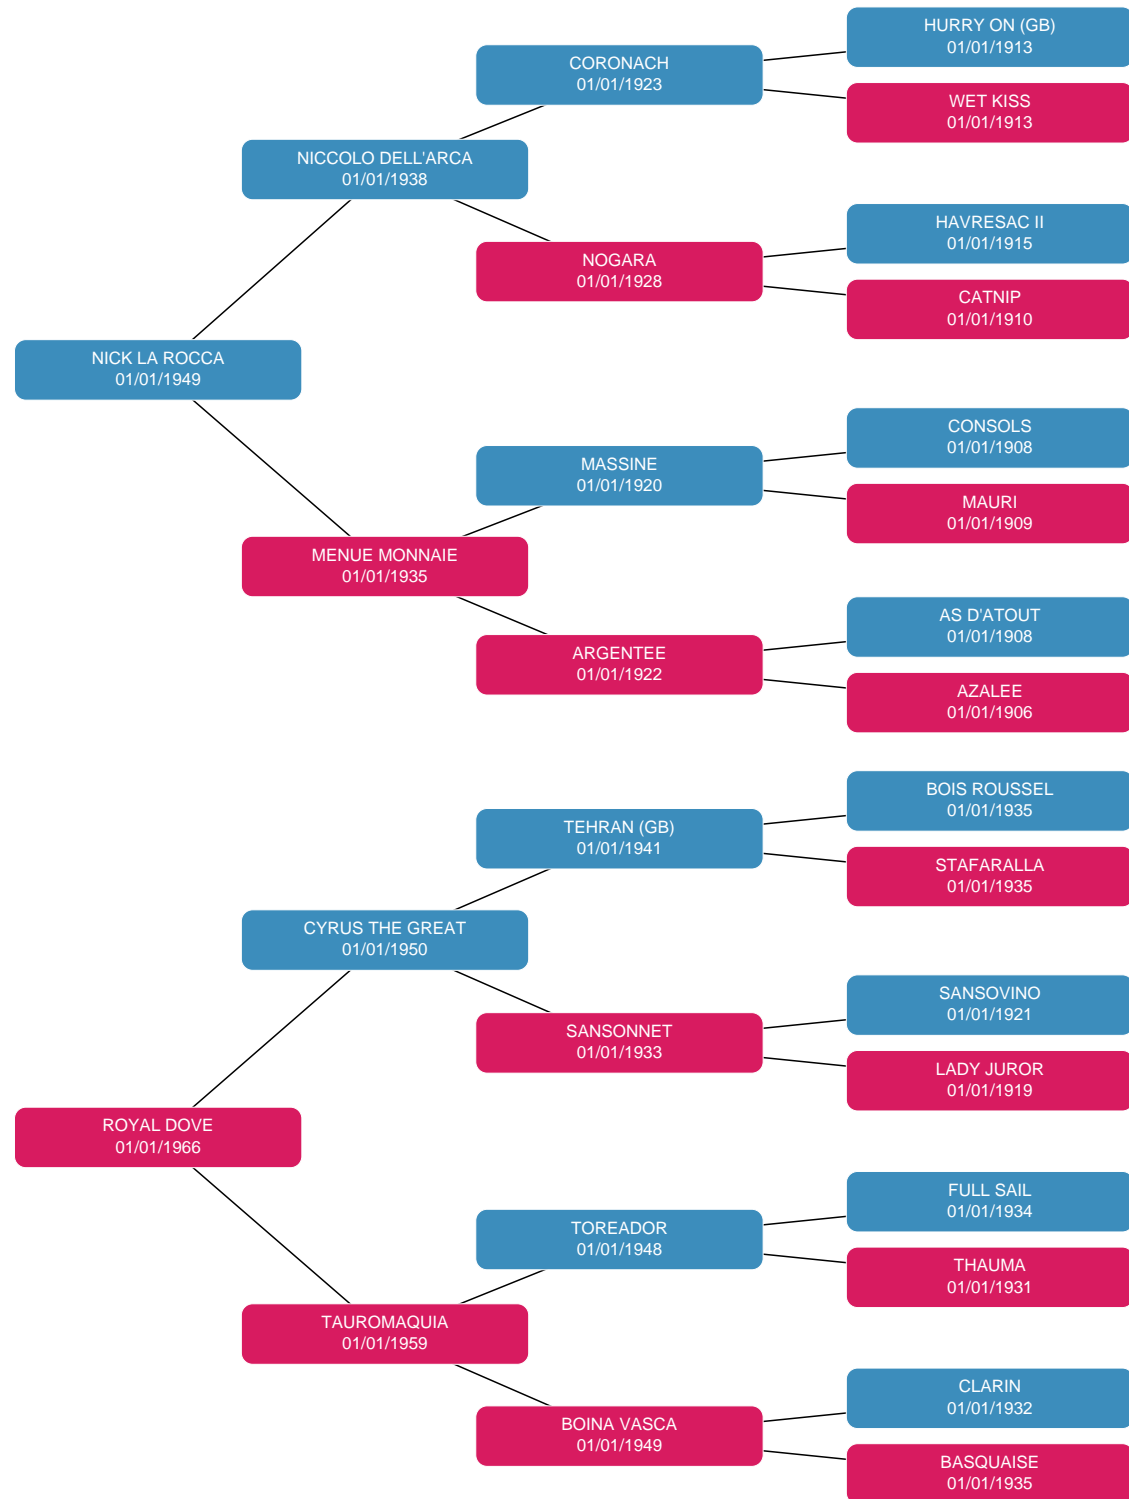 HURRY ON (GB)
01/01/1913
CORONACH
01/01/1923
WET KISS
01/01/1913
NICCOLO DELL'ARCA
01/01/1938
HAVRESAC II
01/01/1915
NOGARA
01/01/1928
CATNIP
01/01/1910
NICK LA ROCCA
01/01/1949
CONSOLS
01/01/1908
MASSINE
01/01/1920
MAURI
01/01/1909
MENUE MONNAIE
01/01/1935
AS D'ATOUT
01/01/1908
ARGENTEE
01/01/1922
AZALEE
01/01/1906
BOIS ROUSSEL
01/01/1935
TEHRAN (GB)
01/01/1941
STAFARALLA
01/01/1935
CYRUS THE GREAT
01/01/1950
SANSOVINO
01/01/1921
SANSONNET
01/01/1933
LADY JUROR
01/01/1919
ROYAL DOVE
01/01/1966
FULL SAIL
01/01/1934
TOREADOR
01/01/1948
THAUMA
01/01/1931
TAUROMAQUIA
01/01/1959
CLARIN
01/01/1932
BOINA VASCA
01/01/1949
BASQUAISE
01/01/1935